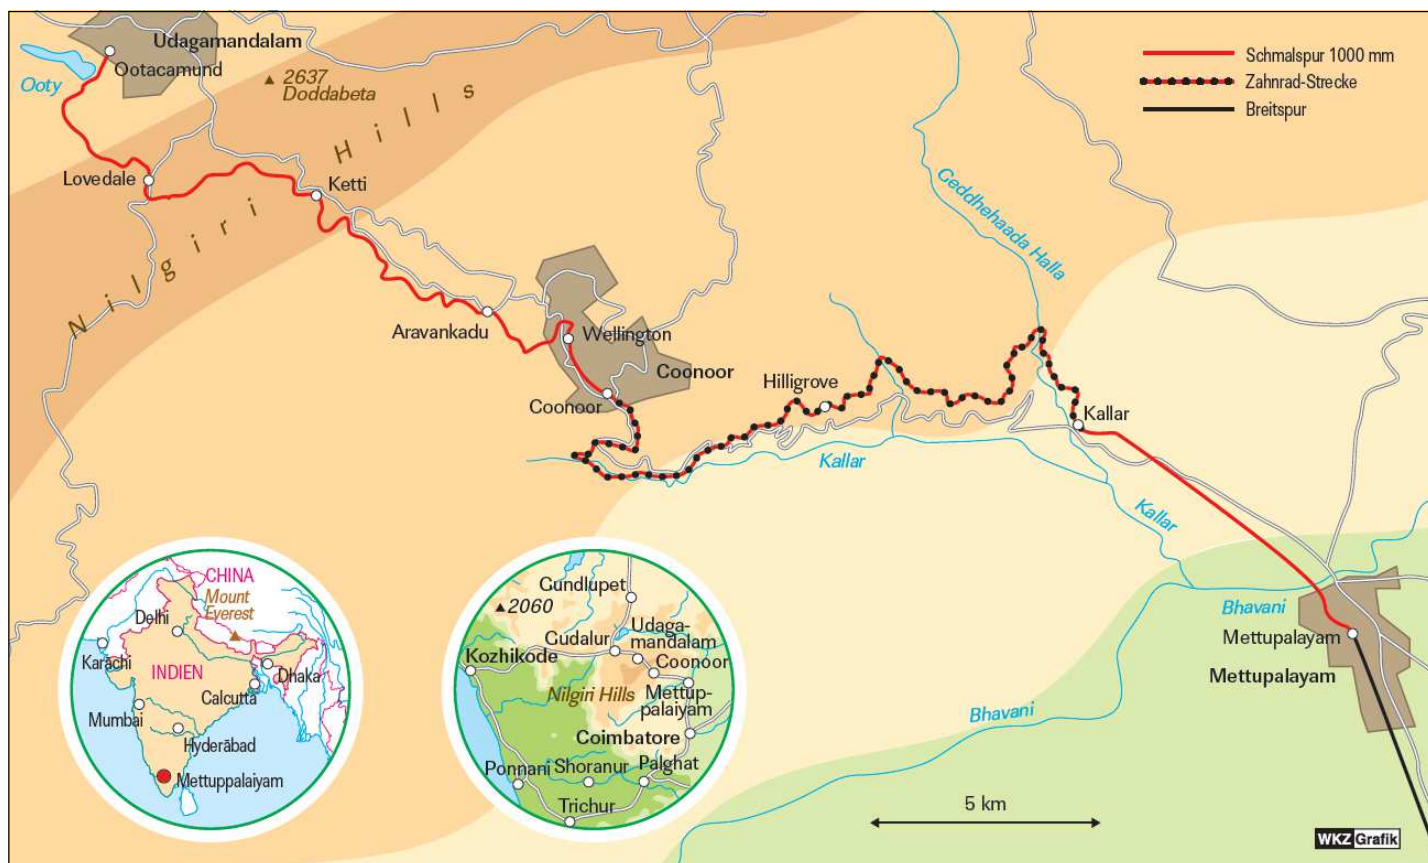 Udagamandalam
Ootacamund
Ooty
▲ 2637
Doddabeta
Nilgiri Hills
Lovedale
Ketti
Aravankadu
Wellington
Coonoor
Coonoor
Hilligrove
Geddhehaada Halla
Kallar
Kallar
Kallar
Bhavani
Bhavani
Mettupalayam
Mettupalayam
Schmalspur 1000 mm
Zahnrad-Strecke
Breitspur
CHINA
Mount
Everest
Delhi
Karāchi
INDIEN
Dhaka
Calcutta
Mumbai
Hyderābad
Mettuppalaiyam
Gundlupet
▲2060
Udaga-
mandalam
Gudalur
Coonoor
Kozhikode
Nilgiri Hills
Mettup-
palaiyam
Coimbatore
Ponnani
Shoranur
Palghat
Trichur
5 km
WKZ Grafik